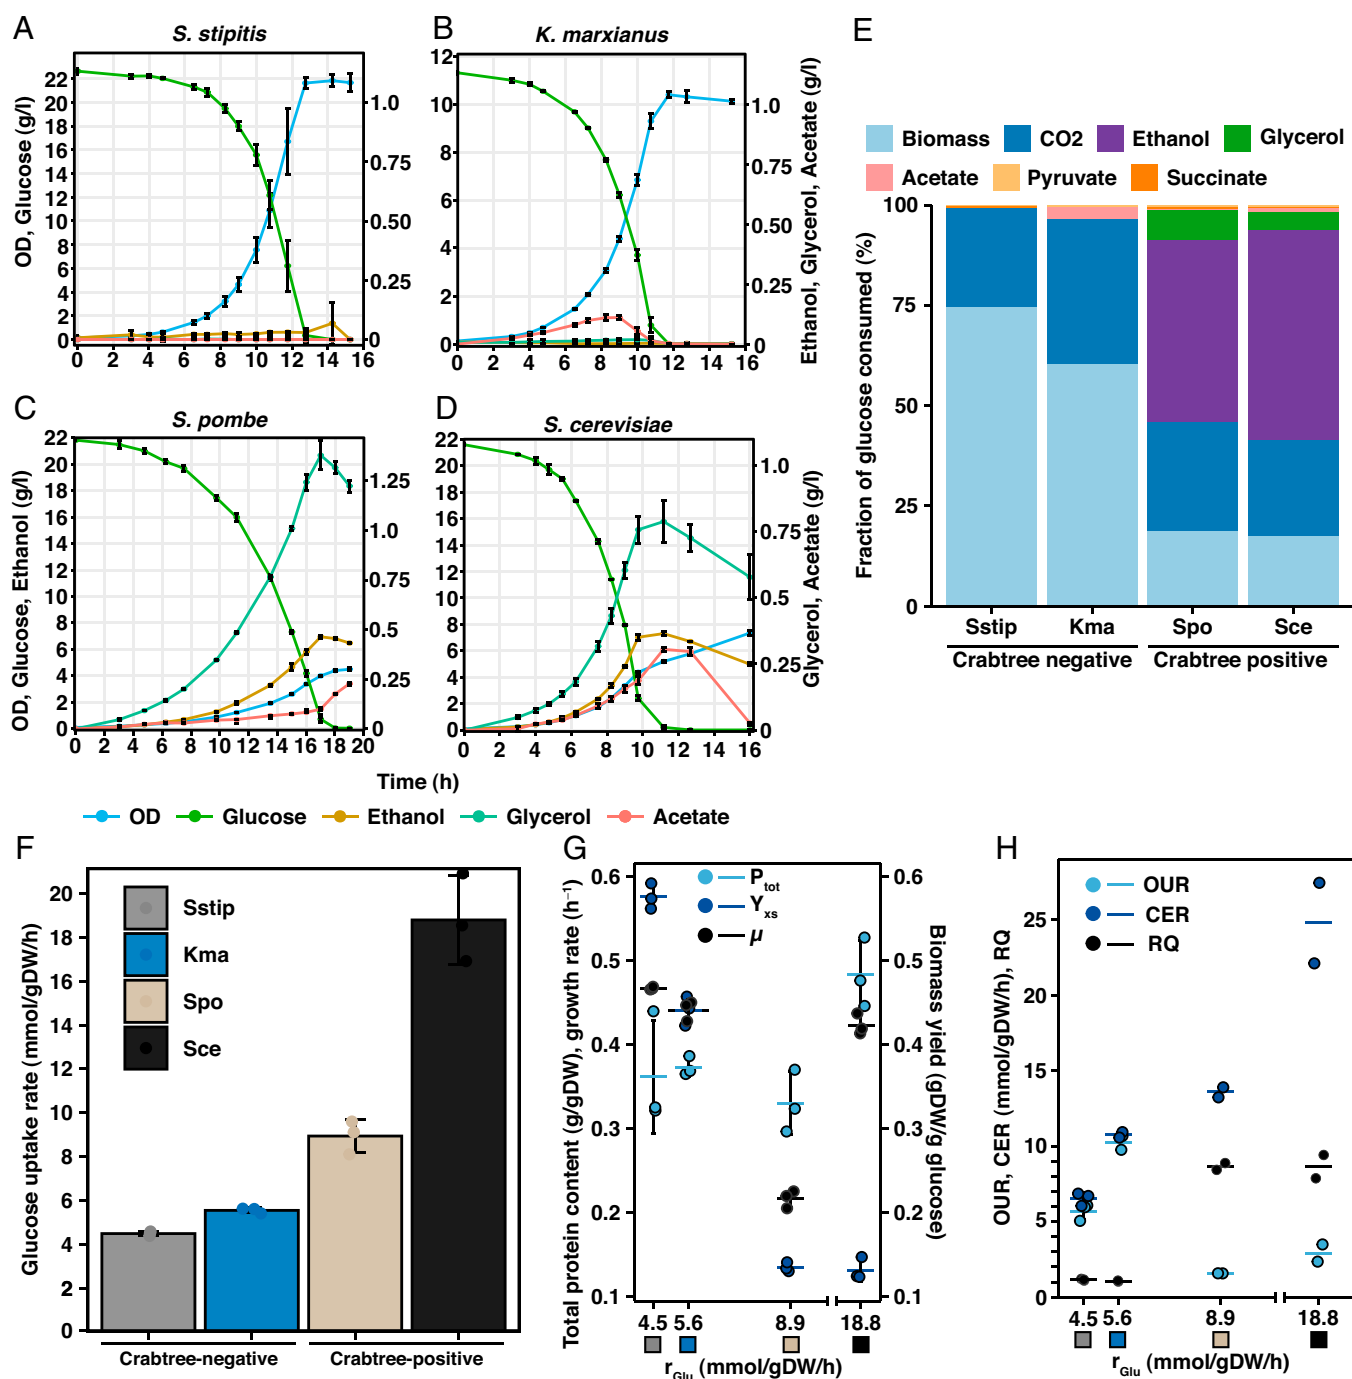 A
S. stipitis
OD, Glucose (g/l)
22
20
18
16
14
12
10
8
6
4
2
0
1.0
0.75
0.50
0.25
0
0 2 4 6 8 10 12 14 16
B
K. marxianus
12
10
8
6
4
2
0
1.0
0.75
0.50
0.25
0
0 2 4 6 8 10 12 14 16
Ethanol, Glycerol, Acetate (g/l)
C
S. pombe
OD, Glucose, Ethanol (g/l)
22
20
18
16
14
12
10
8
6
4
2
0
1.25
1.0
0.75
0.5
0.25
0
0 2 4 6 8 10 12 14 16 18 20
D
S. cerevisiae
22
20
18
16
14
12
10
8
6
4
2
0
1.0
0.75
0.5
0.25
0
0 2 4 6 8 10 12 14 16
Glycerol, Acetate (g/l)
Time (h)
OD Glucose Ethanol Glycerol Acetate
E
Biomass CO2 Ethanol Glycerol
Acetate Pyruvate Succinate
Fraction of glucose consumed (%)
100
75
50
25
0
Sstip Kma Spo Sce
Crabtree negative Crabtree positive
F
Glucose uptake rate (mmol/gDW/h)
20
18
16
14
12
10
8
6
4
2
0
Sstip
Kma
Spo
Sce
Crabtree-negative Crabtree-positive
G
Total protein content (g/gDW), growth rate (h⁻¹)
0.6
0.5
0.4
0.3
0.2
0.1
P_tot
Y_xs
μ
0.6
0.5
0.4
0.3
0.2
0.1
Biomass yield (gDW/g glucose)
4.5 5.6 8.9 18.8
r_Glu (mmol/gDW/h)
H
OUR, CER (mmol/gDW/h), RQ
25
20
15
10
5
0
OUR
CER
RQ
4.5 5.6 8.9 18.8
r_Glu (mmol/gDW/h)